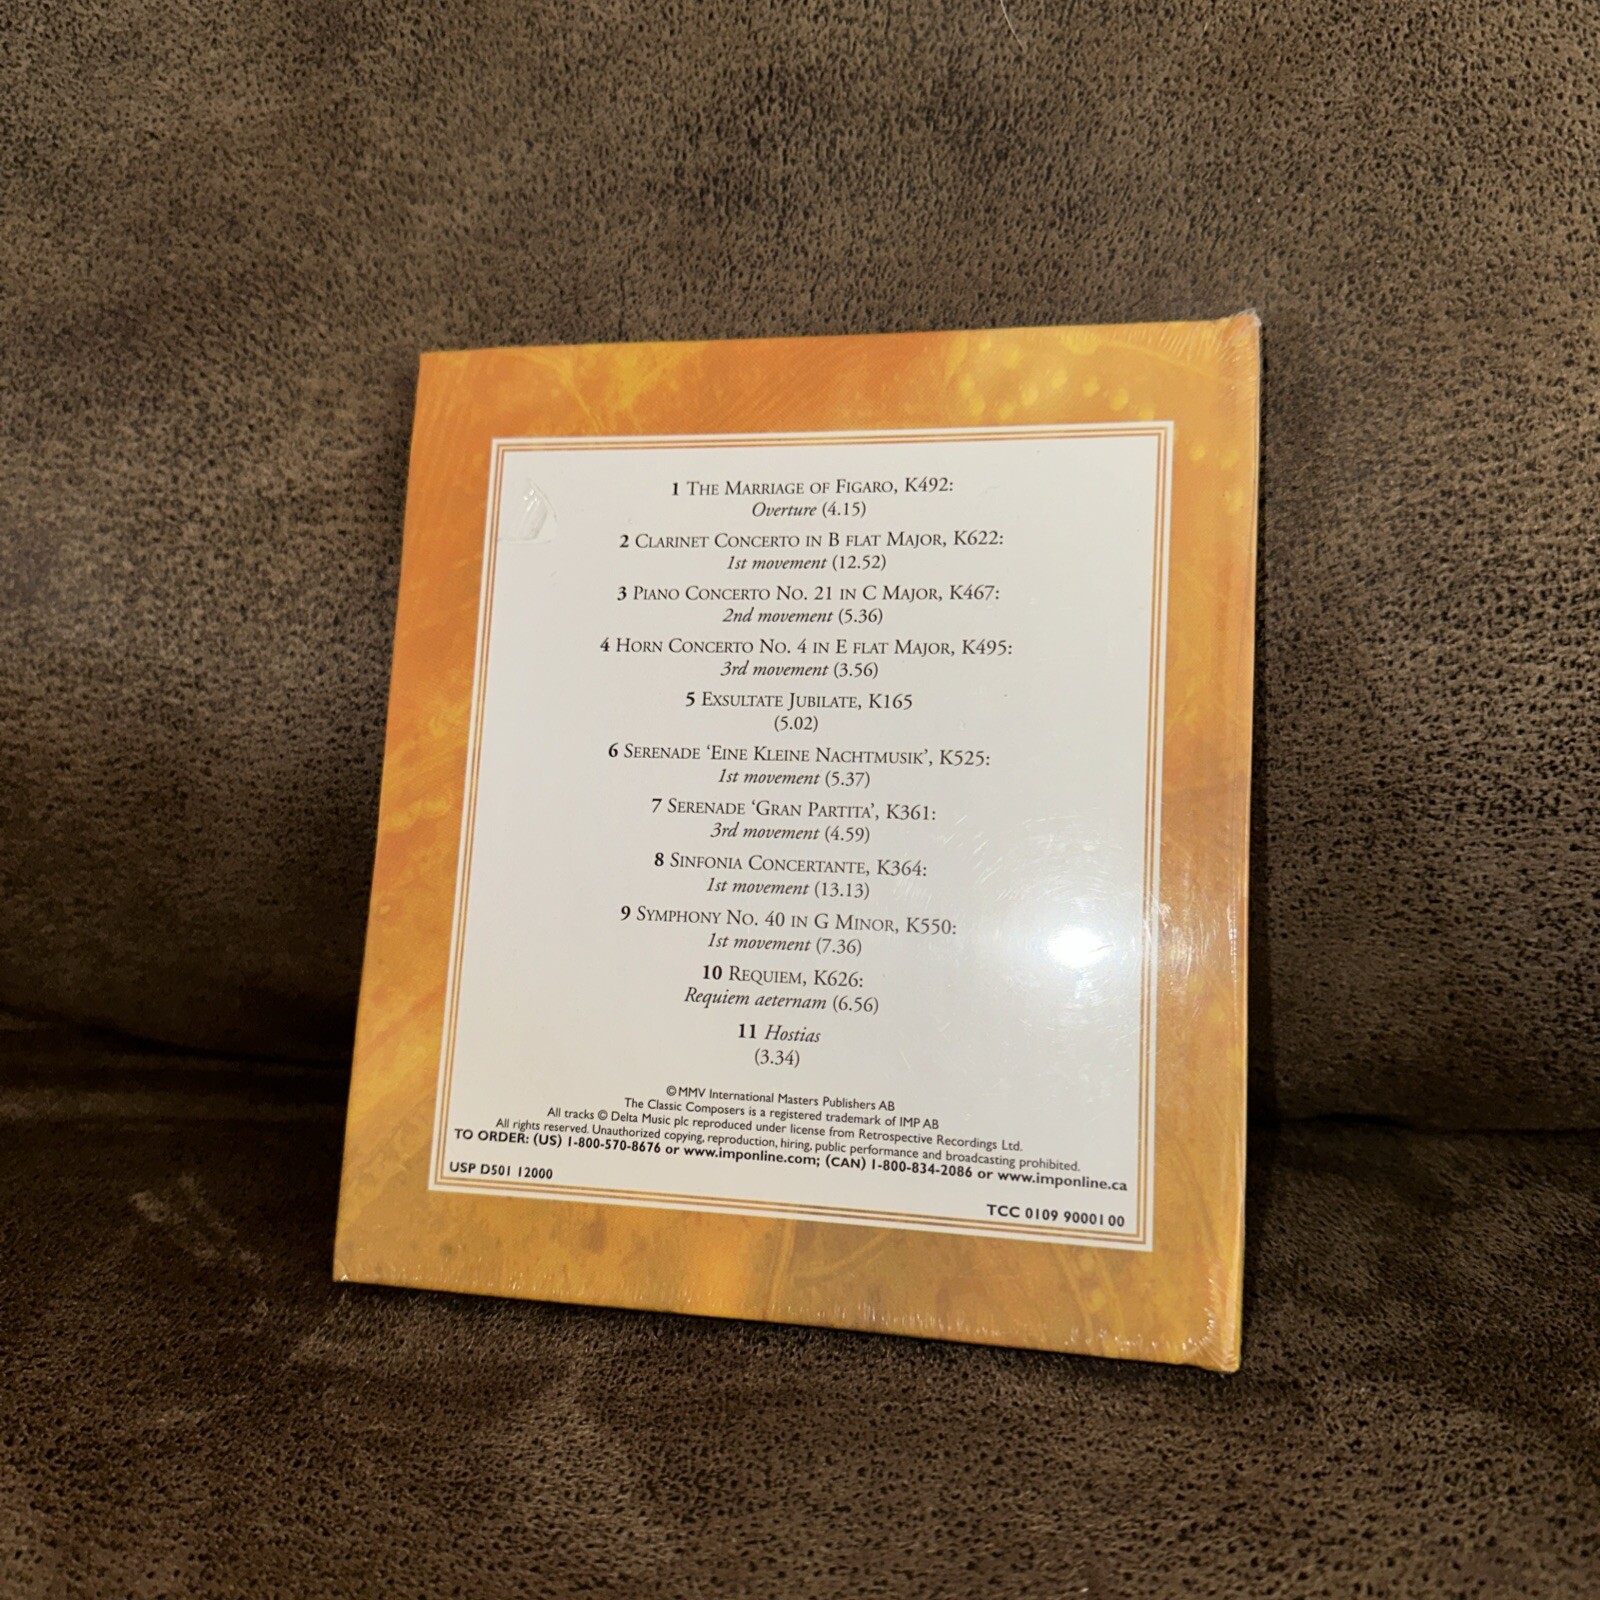 1 The Marriage of Figaro, K492:
Overture (4.15)
2 Clarinet Concerto in B flat Major, K622:
1st movement (12.52)
3 Piano Concerto No. 21 in C Major, K467:
2nd movement (5.36)
4 Horn Concerto No. 4 in E flat Major, K495:
3rd movement (3.56)
5 Exsultate Jubilate, K165
(5.02)
6 Serenade ‘Eine Kleine Nachtmusik’, K525:
1st movement (5.37)
7 Serenade ‘Gran Partita’, K361:
3rd movement (4.59)
8 Sinfonia Concertante, K364:
1st movement (13.13)
9 Symphony No. 40 in G Minor, K550:
1st movement (7.36)
10 Requiem, K626:
Requiem aeternam (6.56)
11 Hostias
(3.34)
©MMV International Masters Publishers AB
The Classic Composers is a registered trademark of IMP AB
All tracks © Delta Music plc reproduced under license from Retrospective Recordings Ltd.
All rights reserved. Unauthorized copying, reproduction, hiring, public performance and broadcasting prohibited.
TO ORDER: (US) 1-800-570-8676 or www.imponline.com; (CAN) 1-800-834-2086 or www.imponline.ca
USP D501 12000
TCC 0109 9000100